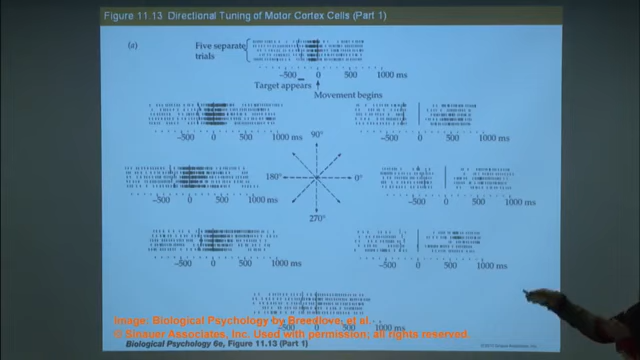 Figure 11.13 Directional Tuning of Motor Cortex Cells (Part 1)
(a)
Five separate
trials
-500 0 500 1000 ms
Target appears
Movement begins
-500 0 500 1000 ms
-500 0 500 1000 ms
90°
-500 0 500 1000 ms
180°
0°
-500 0 500 1000 ms
270°
-500 0 500 1000 ms
-500 0 500 1000 ms
Image: Biological Psychology by Breedlove, et al.
© Sinauer Associates, Inc. Used with permission; all rights reserved.
1000 ms
Biological Psychology 6e, Figure 11.13 (Part 1)